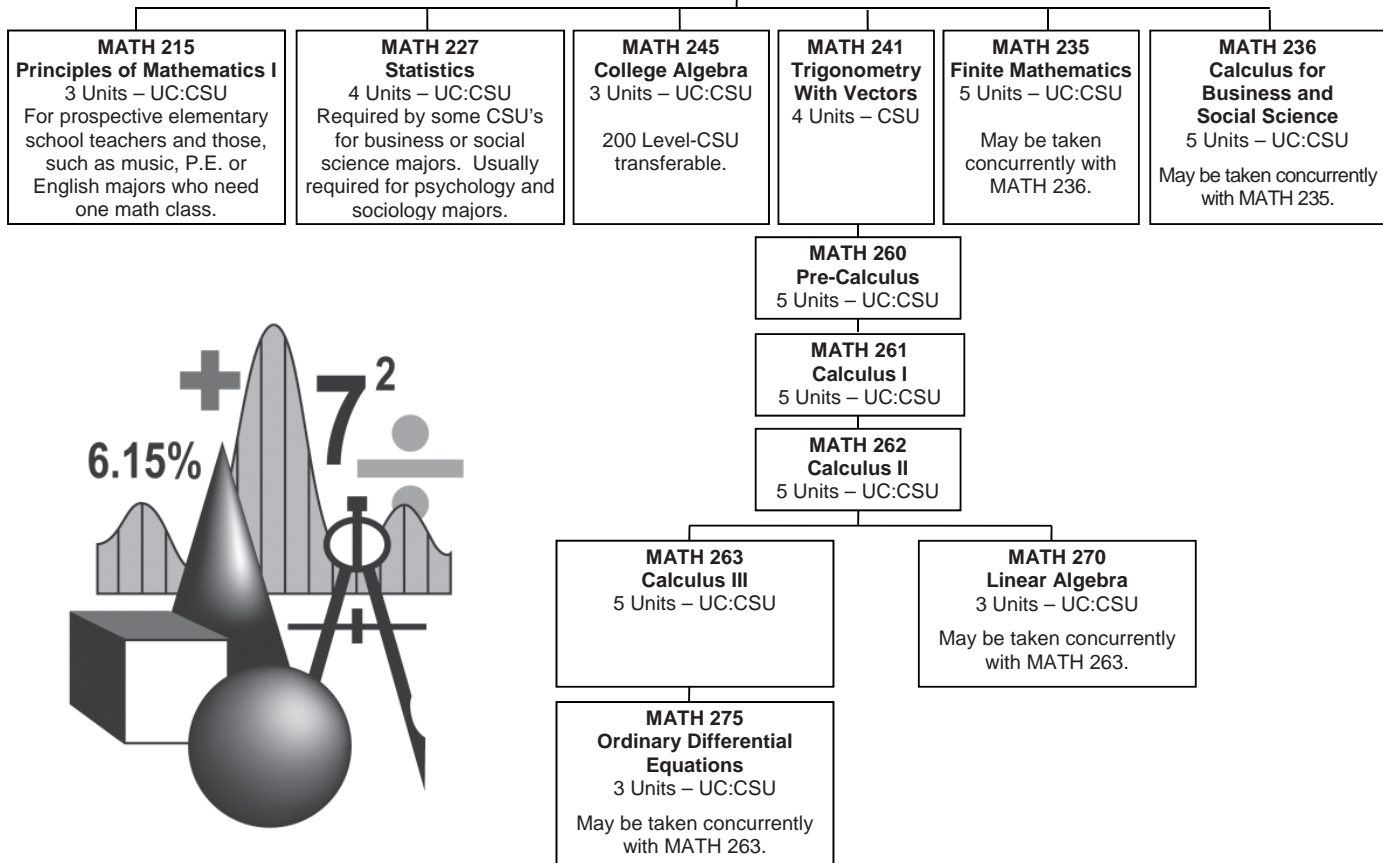 MATH 215
Principles of Mathematics I
3 Units – UC:CSU
For prospective elementary
school teachers and those,
such as music, P.E. or
English majors who need
one math class.
MATH 227
Statistics
4 Units – UC:CSU
Required by some CSU's
for business or social
science majors.  Usually
required for psychology and
sociology majors.
MATH 245
College Algebra
3 Units – UC:CSU
200 Level-CSU
transferable.
MATH 241
Trigonometry
With Vectors
4 Units – CSU
MATH 235
Finite Mathematics
5 Units – UC:CSU
May be taken
concurrently with
MATH 236.
MATH 236
Calculus for
Business and
Social Science
5 Units – UC:CSU
May be taken concurrently
with MATH 235.
MATH 260
Pre-Calculus
5 Units – UC:CSU
MATH 261
Calculus I
5 Units – UC:CSU
MATH 262
Calculus II
5 Units – UC:CSU
MATH 263
Calculus III
5 Units – UC:CSU
MATH 270
Linear Algebra
3 Units – UC:CSU
May be taken concurrently
with MATH 263.
MATH 275
Ordinary Differential
Equations
3 Units – UC:CSU
May be taken concurrently
with MATH 263.
+
7²
÷
6.15%